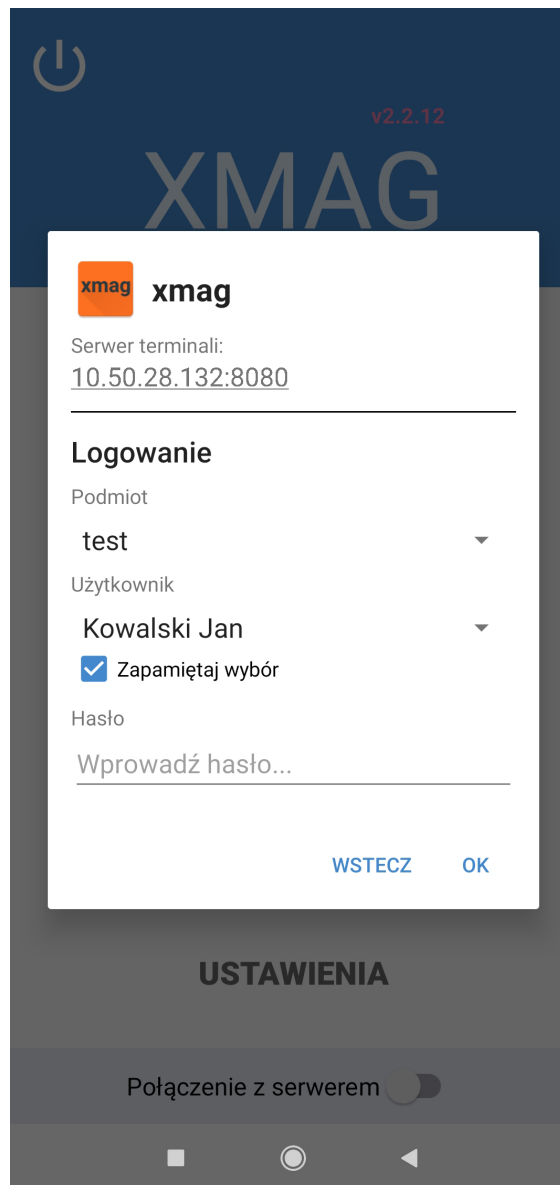 v2.2.12
XMAG
xmag xmag
Serwer terminali:
10.50.28.132:8080
Logowanie
Podmiot
test
Użytkownik
Kowalski Jan
Zapamiętaj wybór
Hasło
Wprowadź hasło...
WSTECZ OK
USTAWIENIA
Połączenie z serwerem